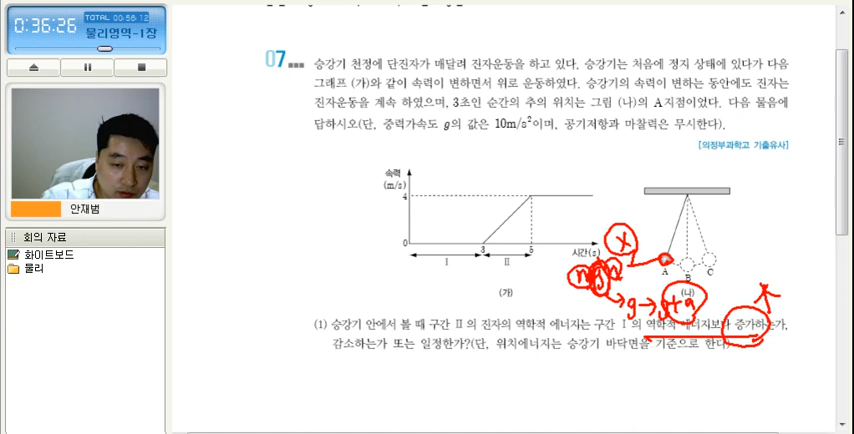 0:36:26
TOTAL 00:56:12
물리영역-1장
안재범
회의 자료
화이트보드
물리
07
승강기 천정에 단진자가 매달려 진자운동을 하고 있다. 승강기는 처음에 정지 상태에 있다가 다음
그래프 (가)와 같이 속력이 변하면서 위로 운동하였다. 승강기의 속력이 변하는 동안에도 진자는
진자운동을 계속 하였으며, 3초인 순간의 추의 위치는 그림 (나)의 A지점이었다. 다음 물음에
답하시오(단, 중력가속도 g의 값은 10m/s²이며, 공기저항과 마찰력은 무시한다).
[의정부과학고 기출유사]
속력
(m/s)
4
0
3
5
시간(s)
Ⅰ
Ⅱ
(가)
A
B
C
(나)
X
g → g+a
(1) 승강기 안에서 볼 때 구간 Ⅱ의 진자의 역학적 에너지는 구간 Ⅰ의 역학적 에너지보다 증가하는가,
감소하는가 또는 일정한가?(단, 위치에너지는 승강기 바닥면을 기준으로 한다)